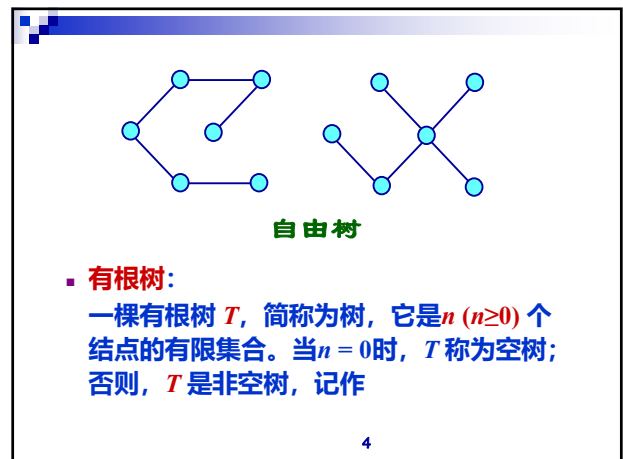 自由树
有根树：
一棵有根树 T，简称为树，它是n (n≥0) 个
结点的有限集合。当n = 0时，T 称为空树；
否则，T 是非空树，记作
4